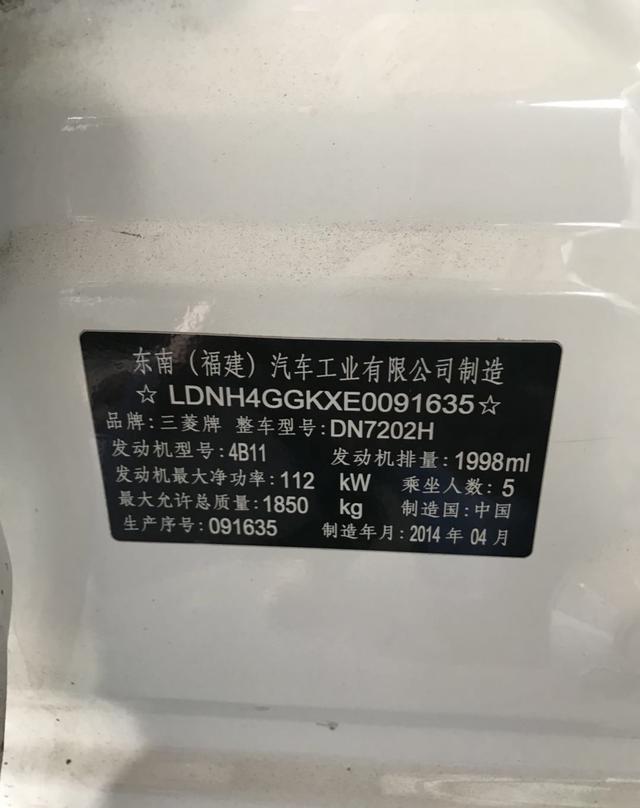 东南（福建）汽车工业有限公司制造
☆ LDNH4GGKXE0091635☆
品牌:三菱牌 整车型号:DN7202H
发动机型号:4B11 发动机排量:1998ml
发动机最大净功率:112 kW 乘坐人数:5
最大允许总质量:1850 kg 制造国:中国
生产序号:091635 制造年月:2014 年 04 月